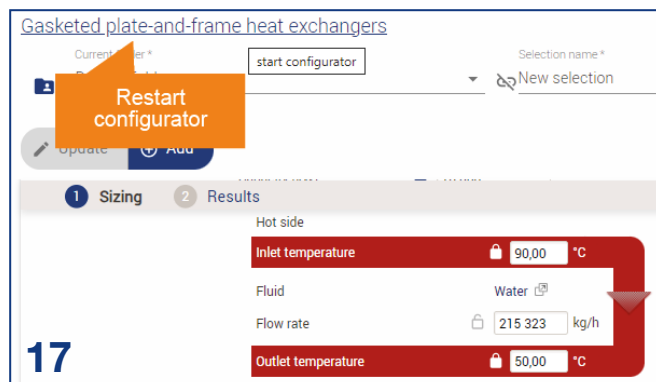 Gasketed plate-and-frame heat exchangers
Selection name *
start configurator
New selection
Restart
configurator
Update
Add
1 Sizing 2 Results
Hot side
Inlet temperature 90,00 °C
Fluid Water
Flow rate 215 323 kg/h
17
Outlet temperature 50,00 °C